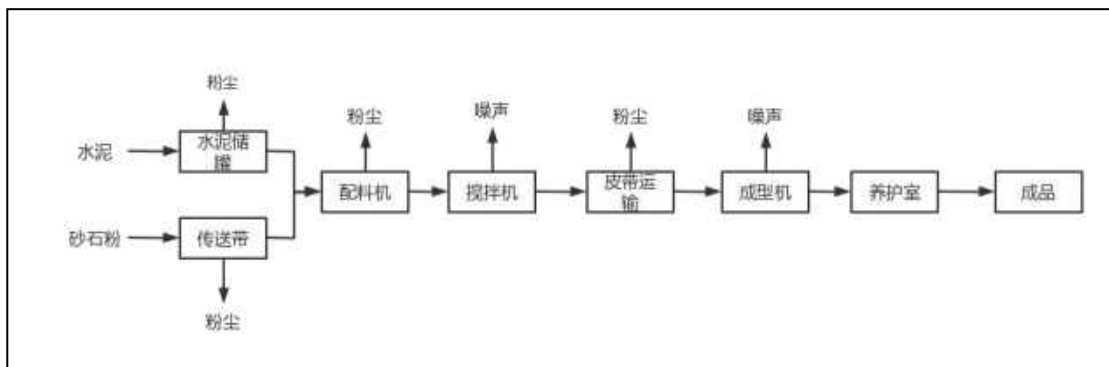 粉尘
水泥
水泥储
罐
砂石粉
传送带
粉尘
粉尘
配料机
噪声
搅拌机
粉尘
皮带运
输
噪声
成型机
养护室
成品